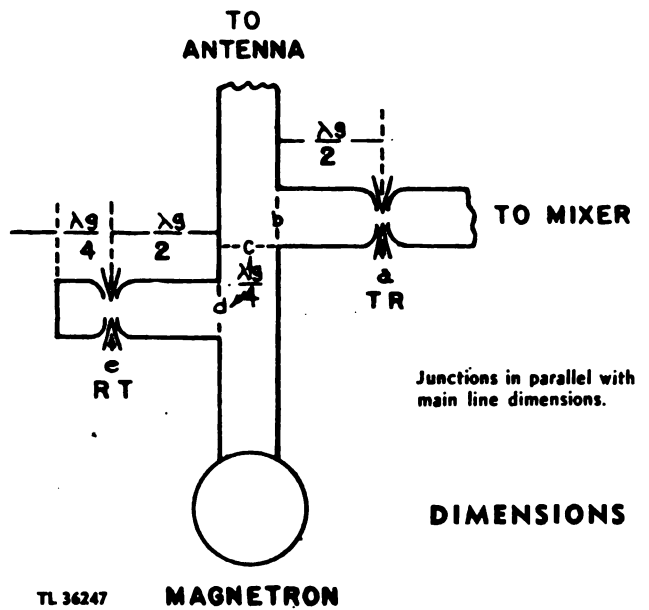 TO
ANTENNA
λg
2
b
TO MIXER
λg
4
λg
2
c
λg
4
d
a
TR
e
RT
Junctions in parallel with
main line dimensions.
DIMENSIONS
TL 36247
MAGNETRON